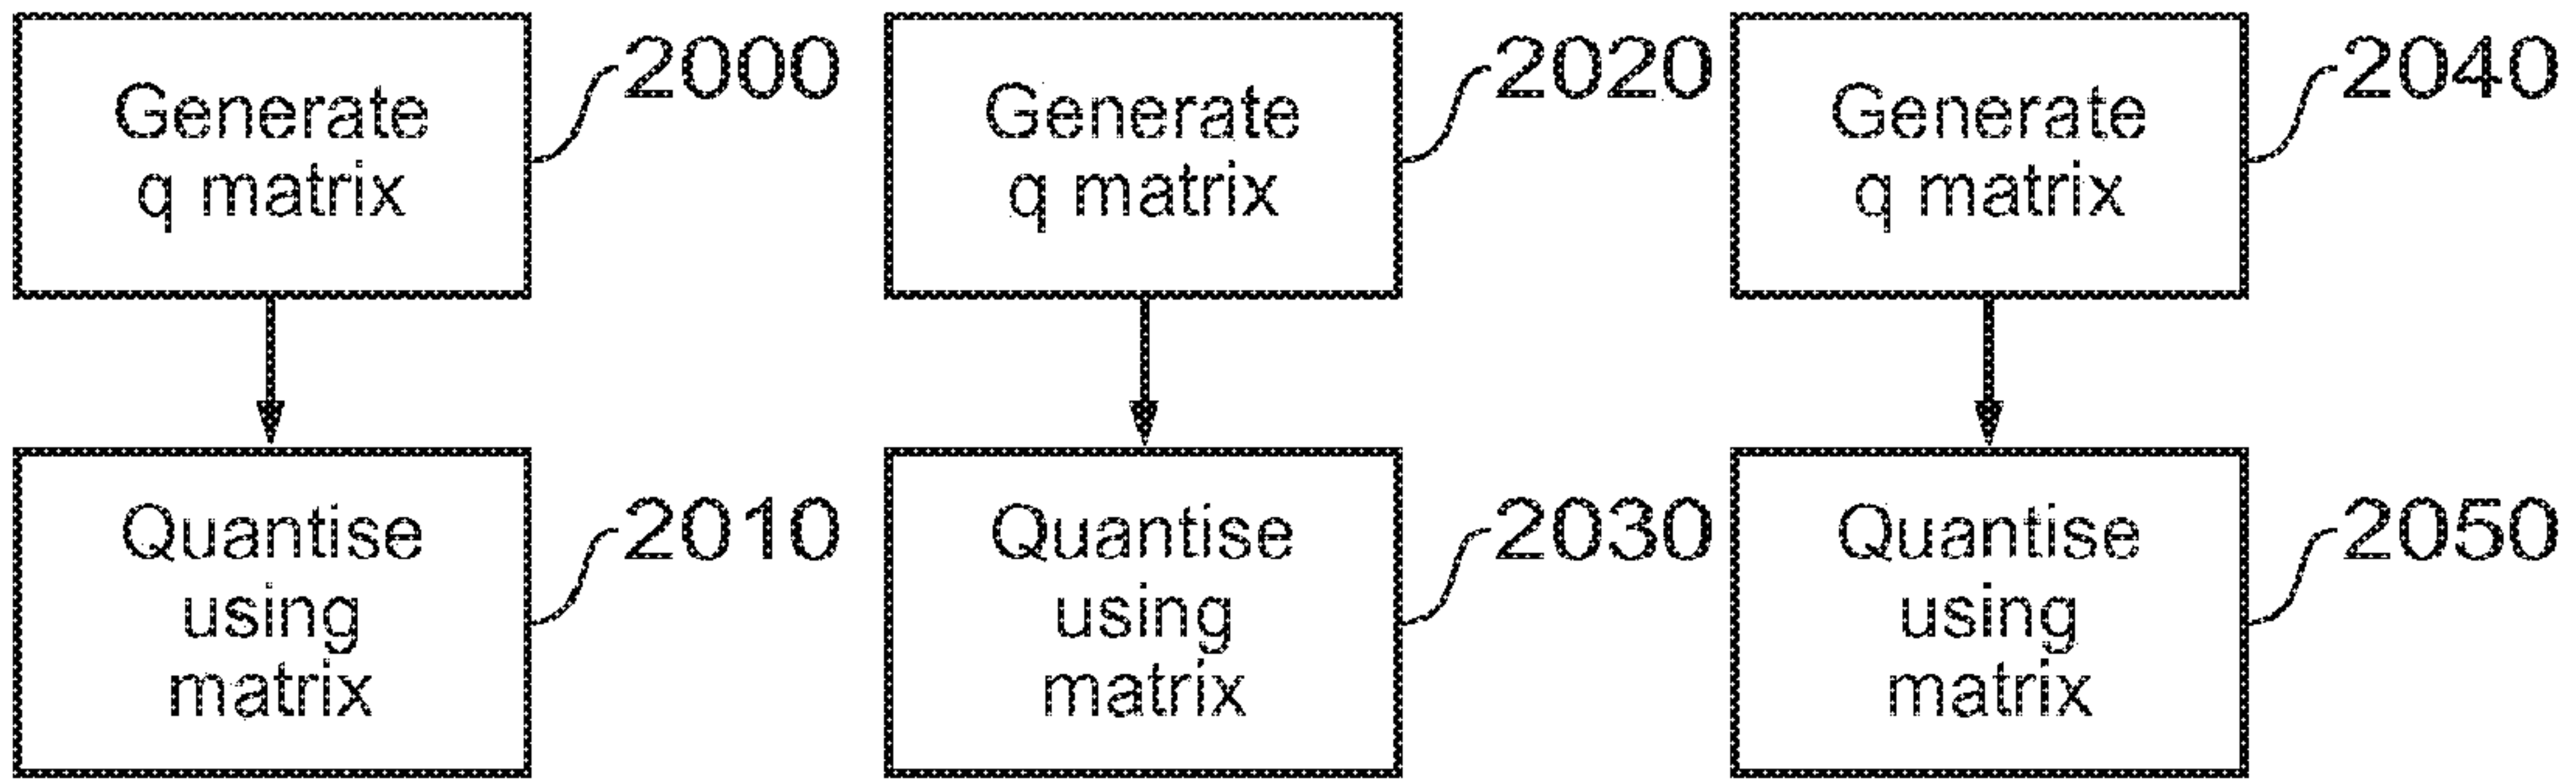 Generate
q matrix
2000
Quantise
using
matrix
2010
Generate
q matrix
2020
Quantise
using
matrix
2030
Generate
q matrix
2040
Quantise
using
matrix
2050